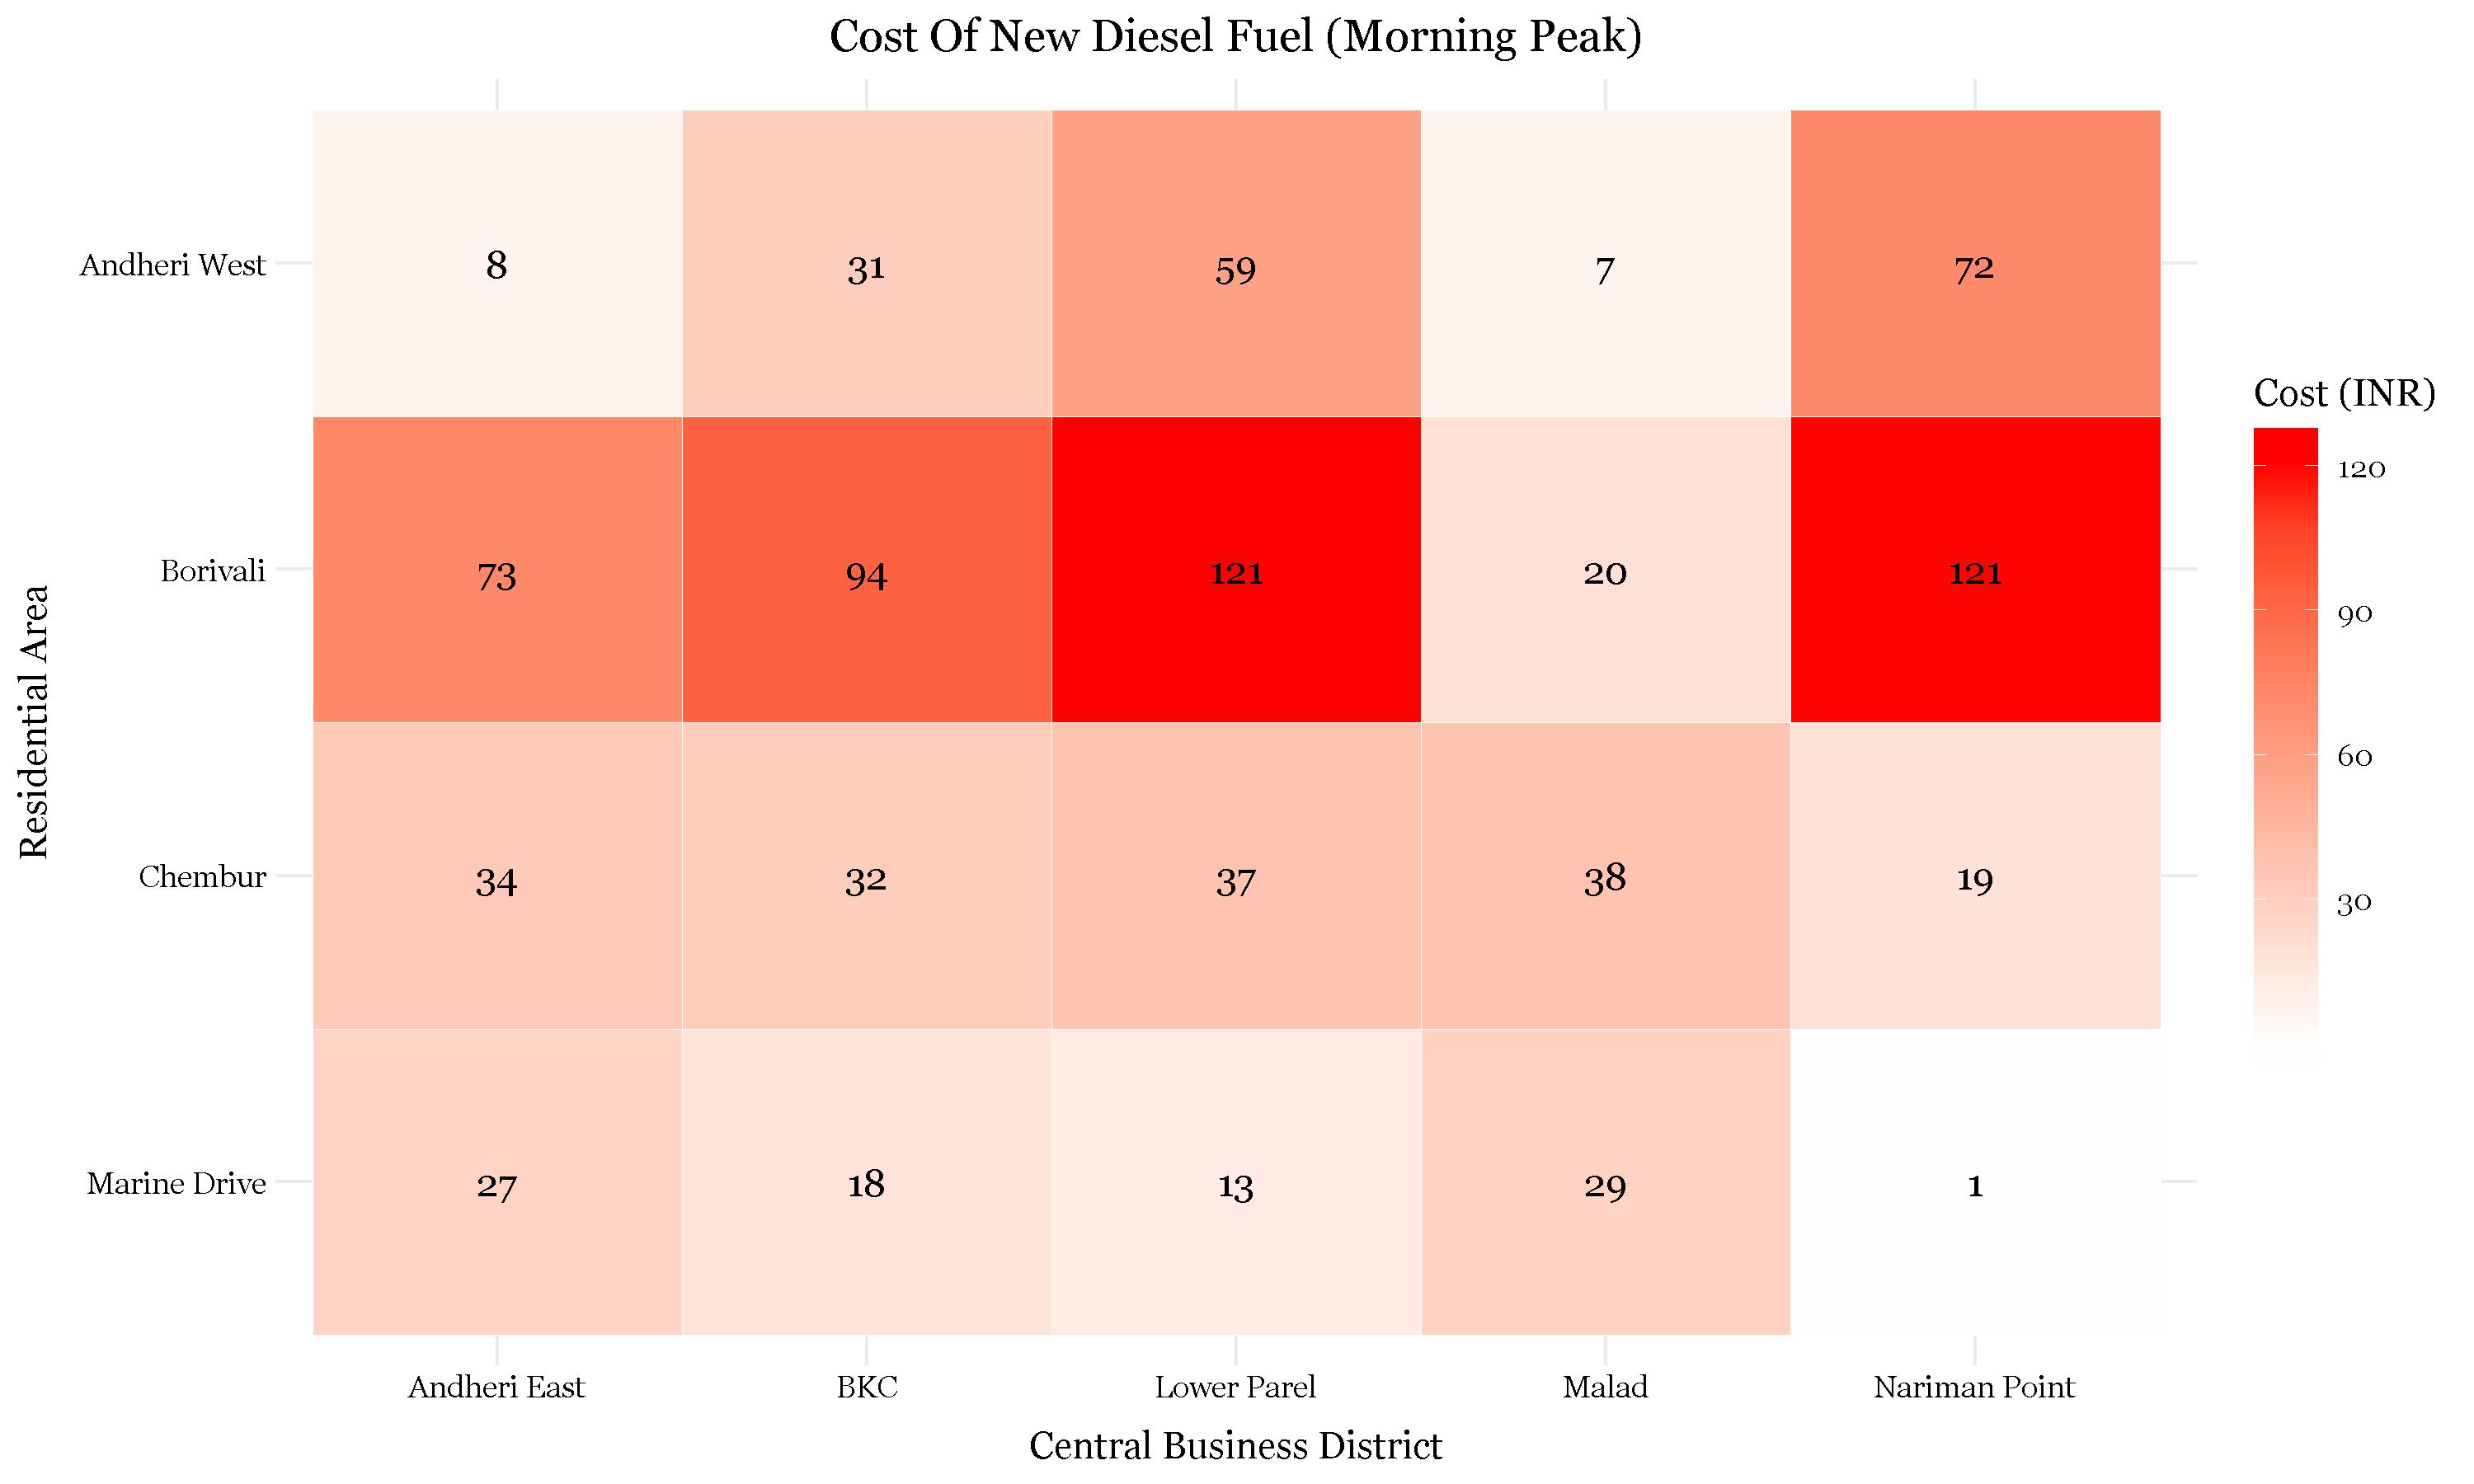 Cost Of New Diesel Fuel (Morning Peak)
Andheri West
8 31 59 7 72
Borivali
73 94 121 20 121
Chembur
34 32 37 38 19
Marine Drive
27 18 13 29 1
Andheri East BKC Lower Parel Malad Nariman Point
Central Business District
Residential Area
Cost (INR)
120
90
60
30